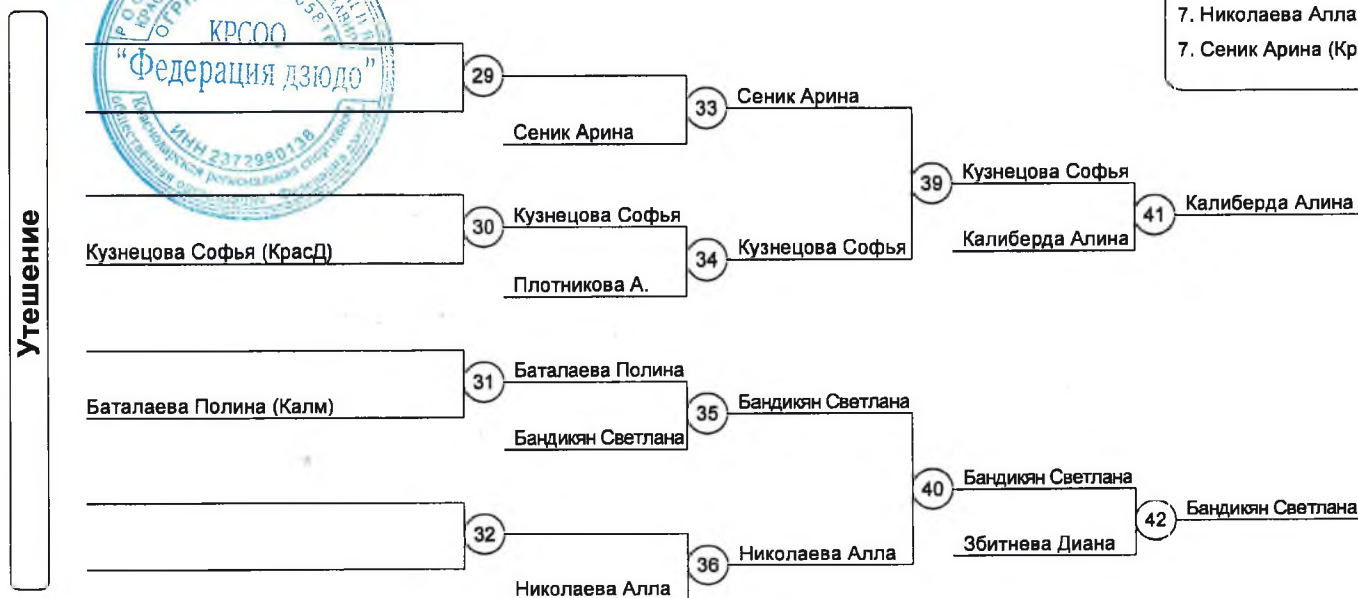 7. Николаева Алла
7. Сеник Арина (Кр
КРСОО
"Федерация дзюдо"
ИНН 2372980138
Утешение
29
Сеник Арина
33
Сеник Арина
Кузнецова Софья (КрасД)
30
Кузнецова Софья
Плотникова А.
34
Кузнецова Софья
39
Кузнецова Софья
Калиберда Алина
41
Калиберда Алина
Баталаева Полина (Калм)
31
Баталаева Полина
Бандикян Светлана
35
Бандикян Светлана
32
Николаева Алла
36
Николаева Алла
40
Бандикян Светлана
Збитнева Диана
42
Бандикян Светлана